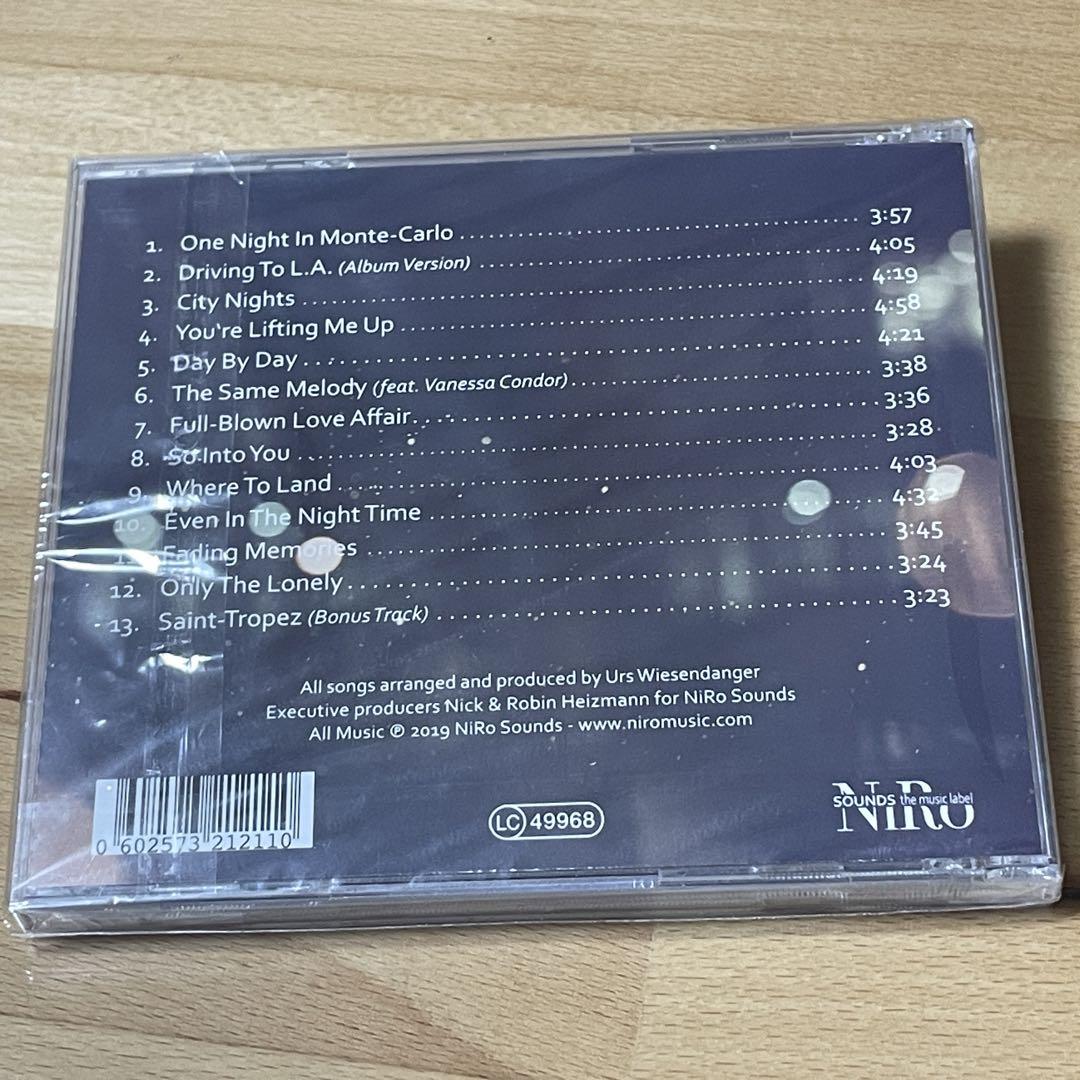 1. One Night In Monte-Carlo 3:57
2. Driving To L.A. (Album Version) 4:05
3. City Nights 4:19
4. You're Lifting Me Up 4:58
5. Day By Day 4:21
6. The Same Melody (feat. Vanessa Condor) 3:38
7. Full-Blown Love Affair 3:36
8. So Into You 3:28
9. Where To Land 4:03
10. Even In The Night Time 4:32
11. Fading Memories 3:45
12. Only The Lonely 3:24
13. Saint-Tropez (Bonus Track) 3:23
All songs arranged and produced by Urs Wiesendanger
Executive producers Nick & Robin Heizmann for NiRo Sounds
All Music ℗ 2019 NiRo Sounds - www.niromusic.com
0 602573 212110
LC 49968
SOUNDS the music label
NiRo